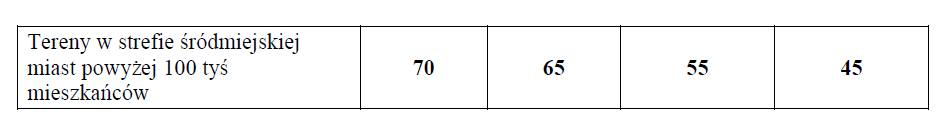 Tereny w strefie śródmiejskiej
miast powyżej 100 tyś
mieszkańców
70 65 55 45